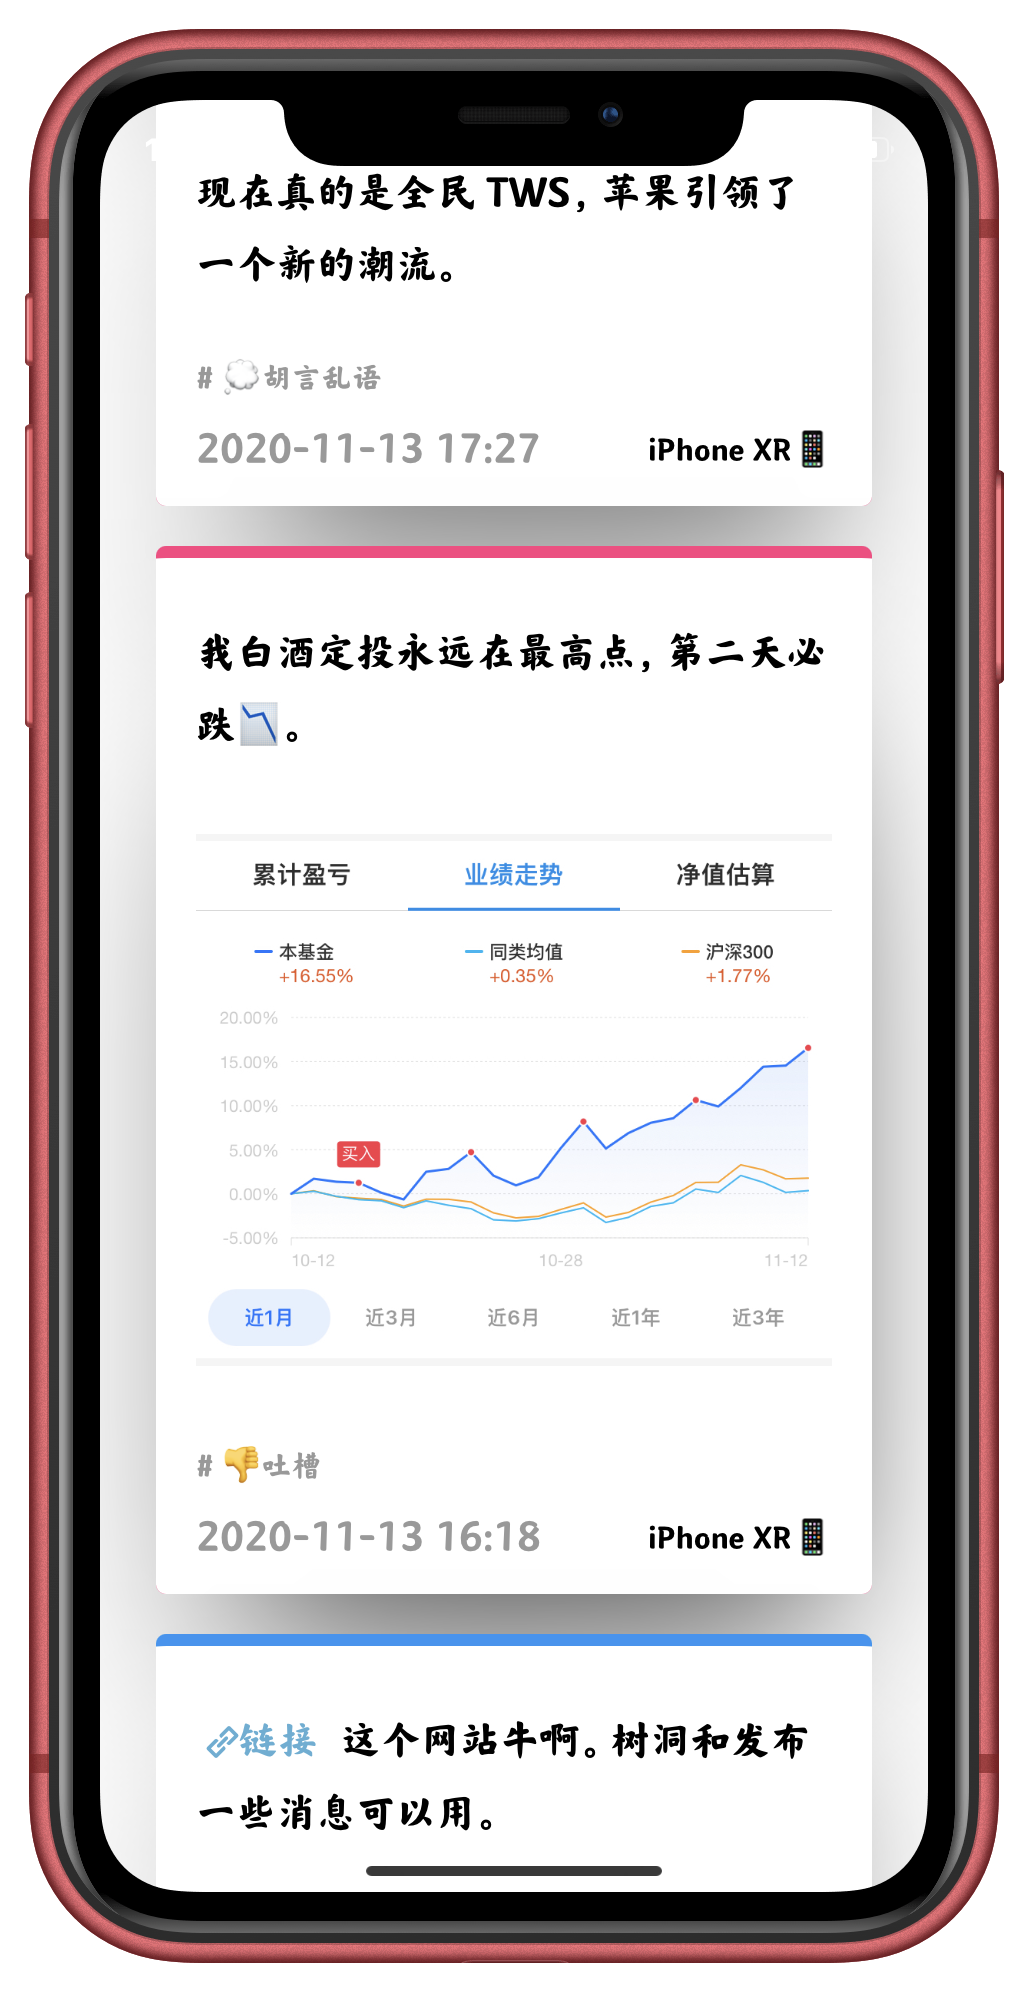 现在真的是全民 TWS，苹果引领了
一个新的潮流。
# 💭胡言乱语
2020-11-13 17:27 iPhone XR📱
我白酒定投永远在最高点，第二天必
跌📉。
累计盈亏 业绩走势 净值估算
本基金 同类均值 沪深300
+16.55% +0.35% +1.77%
20.00%
15.00%
10.00%
5.00%
买入
0.00%
-5.00%
10-12 10-28 11-12
近1月 近3月 近6月 近1年 近3年
# 👎吐槽
2020-11-13 16:18 iPhone XR📱
🔗链接 这个网站牛啊。树洞和发布
一些消息可以用。